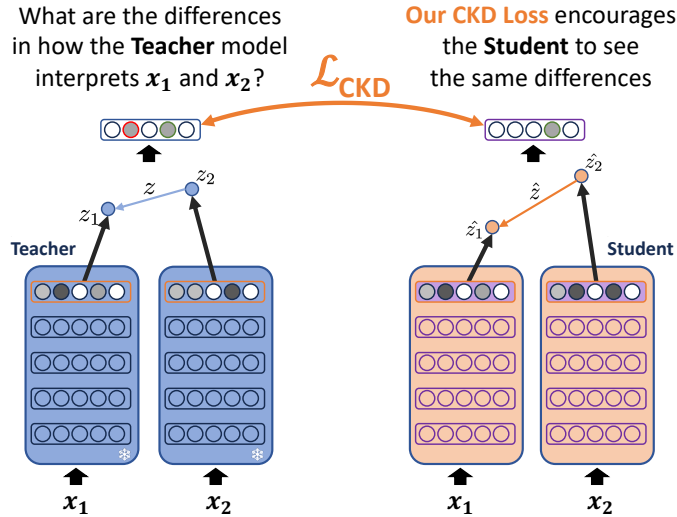 What are the differences
in how the Teacher model
interprets x₁ and x₂?
Our CKD Loss encourages
the Student to see
the same differences
ℒ_CKD
z₁
z
z₂
ẑ₁
ẑ
ẑ₂
Teacher
Student
x₁
x₂
x₁
x₂